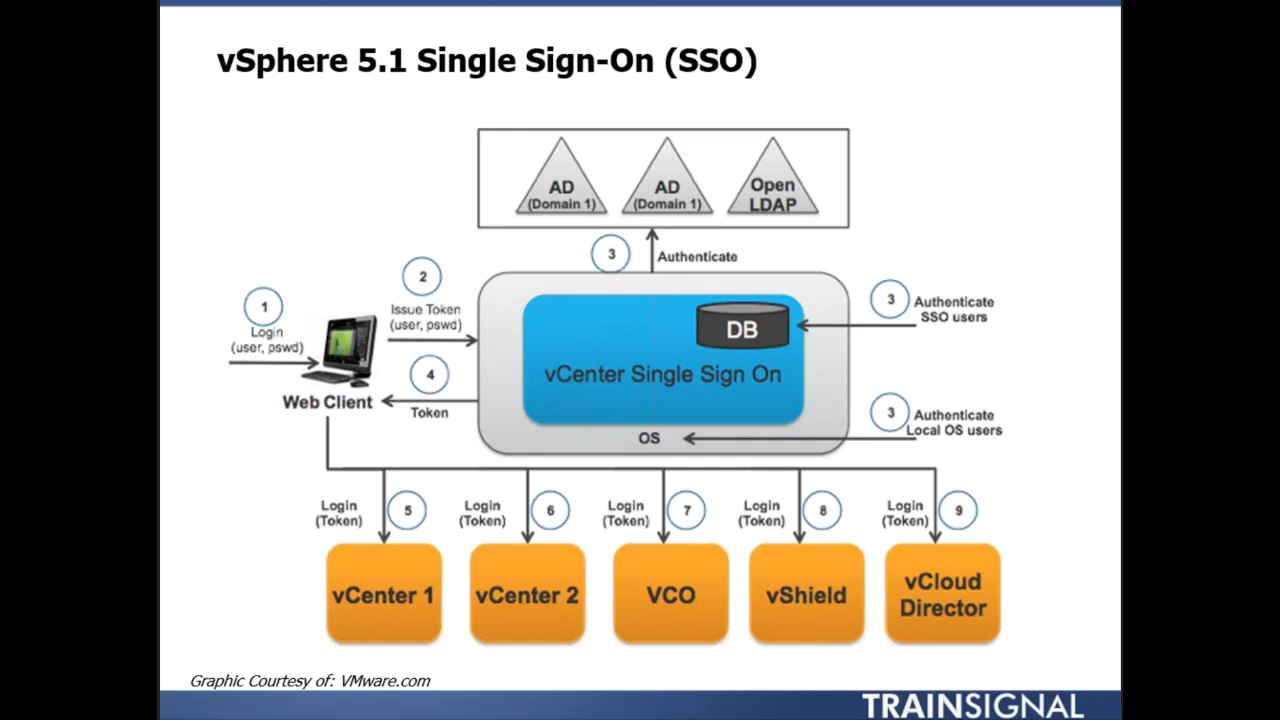 vSphere 5.1 Single Sign-On (SSO)
AD
(Domain 1)
AD
(Domain 1)
Open
LDAP
3
Authenticate
1
Login
(user, pswd)
2
Issue Token
(user, pswd)
Web Client
4
Token
DB
vCenter Single Sign On
OS
3
Authenticate
SSO users
3
Authenticate
Local OS users
Login
(Token)
5
Login
(Token)
6
Login
(Token)
7
Login
(Token)
8
Login
(Token)
9
vCenter 1
vCenter 2
VCO
vShield
vCloud
Director
Graphic Courtesy of: VMware.com
TRAINSIGNAL